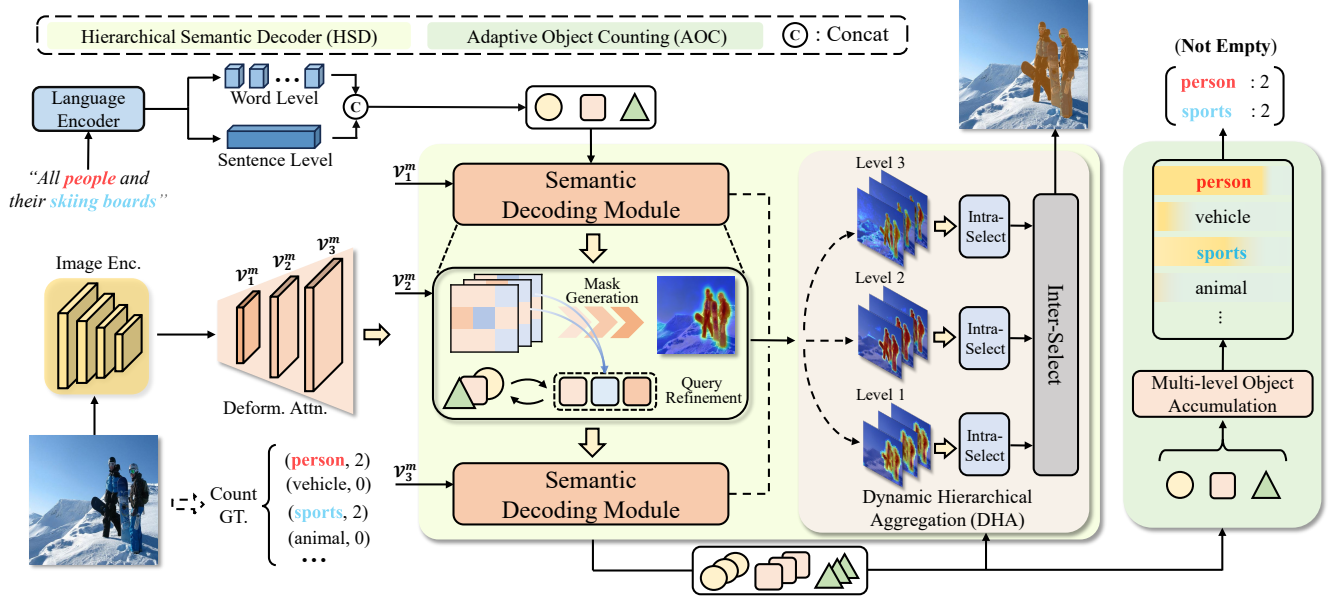 Hierarchical Semantic Decoder (HSD)
Adaptive Object Counting (AOC)
C : Concat
Language
Encoder
Word Level
Sentence Level
C
“All people and
their skiing boards”
Image Enc.
𝒱₁ᵐ
𝒱₂ᵐ
𝒱₃ᵐ
Deform. Attn.
Count
GT.
(person, 2)
(vehicle, 0)
(sports, 2)
(animal, 0)
•••
𝒱₁ᵐ
Semantic
Decoding Module
𝒱₂ᵐ
Mask
Generation
Query
Refinement
𝒱₃ᵐ
Semantic
Decoding Module
Level 3
Intra-
Select
Level 2
Intra-
Select
Level 1
Intra-
Select
Inter-Select
Dynamic Hierarchical
Aggregation (DHA)
(Not Empty)
person : 2
sports : 2
person
vehicle
sports
animal
⋮
Multi-level Object
Accumulation